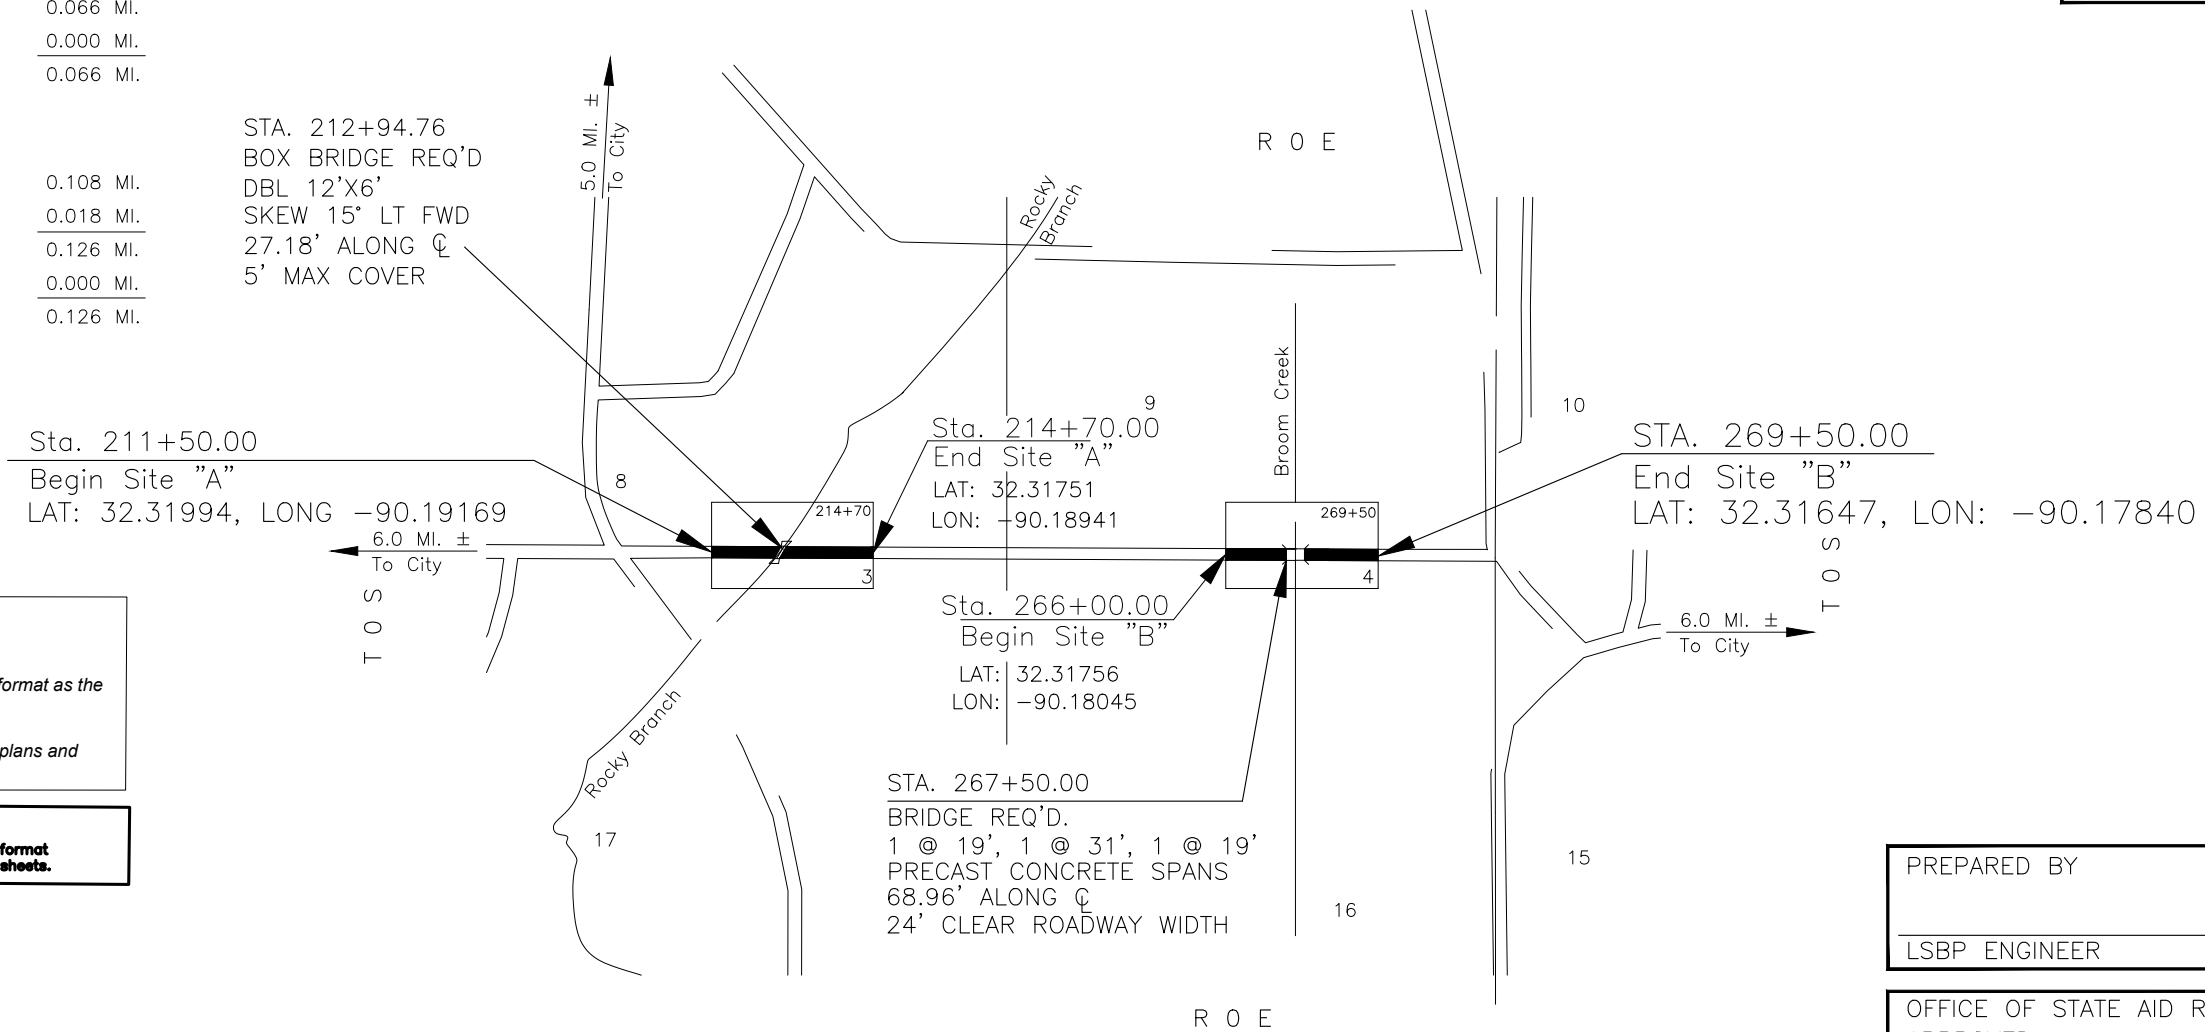 0.066 MI.
0.000 MI.
0.066 MI.
0.108 MI.
0.018 MI.
0.126 MI.
0.000 MI.
0.126 MI.
STA. 212+94.76
BOX BRIDGE REQ'D
DBL 12'X6'
SKEW 15° LT FWD
27.18' ALONG ℄
5' MAX COVER
5.0 MI. ±
To City
R O E
Rocky
Branch
Broom Creek
9
10
8
Sta. 211+50.00
Begin Site "A"
LAT: 32.31994, LONG -90.19169
Sta. 214+70.00
End Site "A"
LAT: 32.31751
LON: -90.18941
STA. 269+50.00
End Site "B"
LAT: 32.31647, LON: -90.17840
214+70
3
269+50
4
6.0 MI. ±
To City
T O S
Sta. 266+00.00
Begin Site "B"
LAT: 32.31756
LON: -90.18045
T O S
6.0 MI. ±
To City
Rocky Branch
17
STA. 267+50.00
BRIDGE REQ'D.
1 @ 19', 1 @ 31', 1 @ 19'
PRECAST CONCRETE SPANS
68.96' ALONG ℄
24' CLEAR ROADWAY WIDTH
16
15
R O E
format as the
plans and
format
sheets.
PREPARED BY
LSBP ENGINEER
OFFICE OF STATE AID R